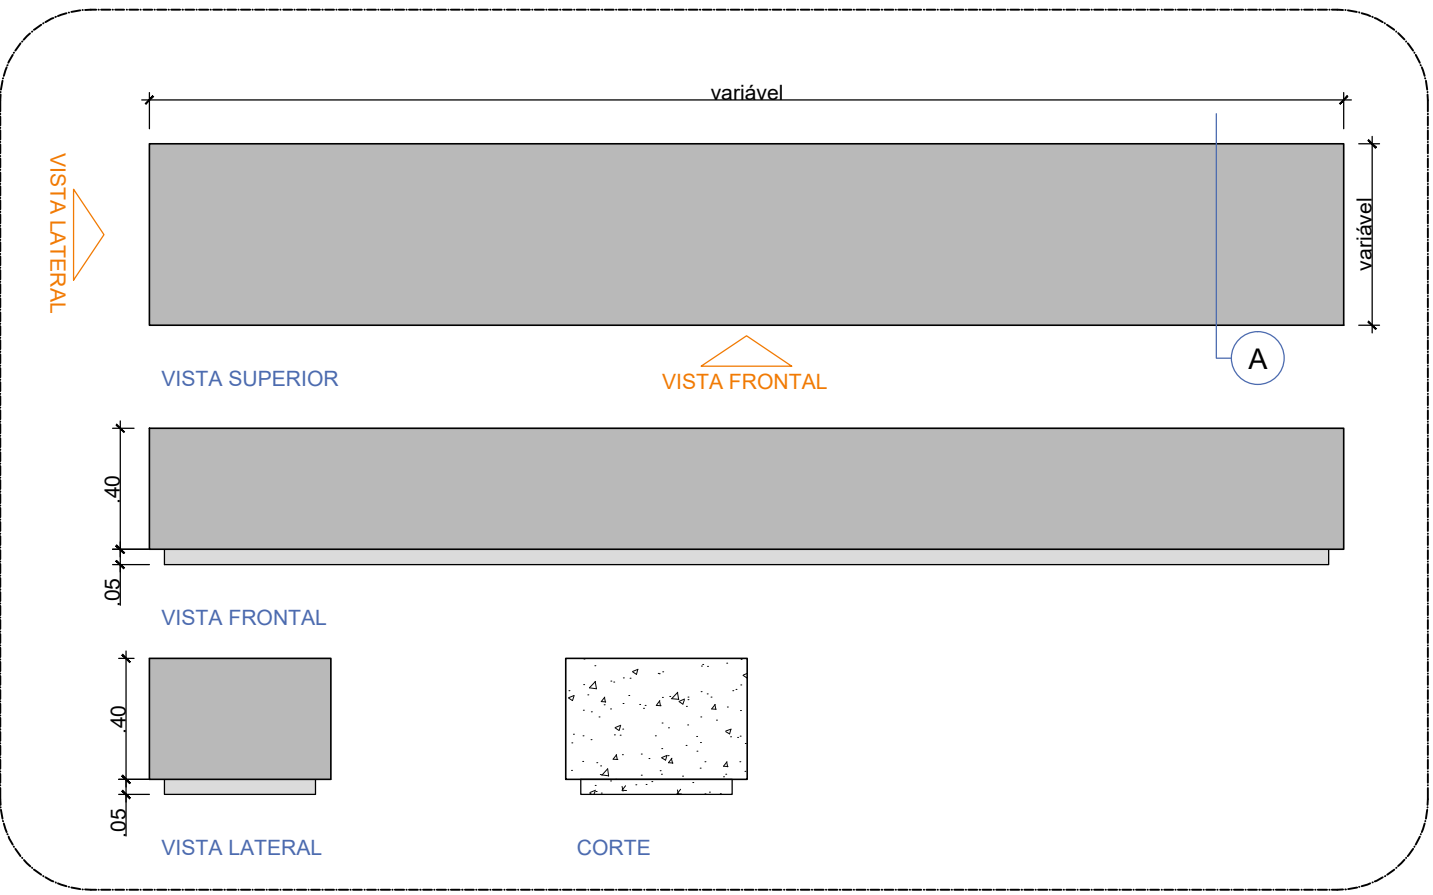 variável
VISTA LATERAL
variável
A
VISTA SUPERIOR
VISTA FRONTAL
.40
.05
VISTA FRONTAL
.40
.05
VISTA LATERAL
CORTE